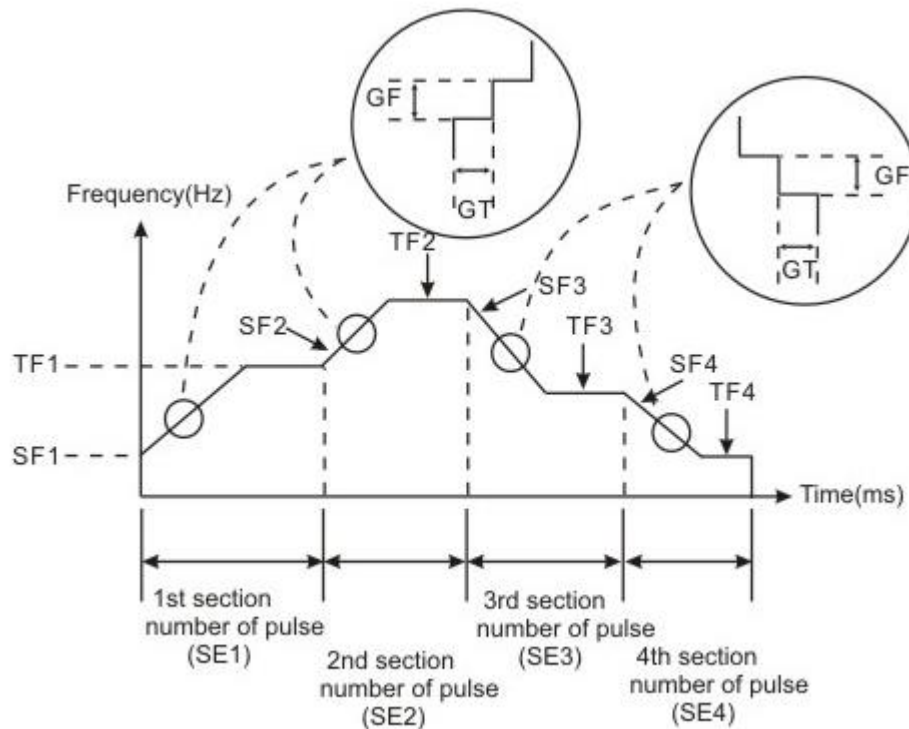 GF
GT
GF
GT
Frequency(Hz)
TF2
SF3
SF2
TF3
TF1
SF4
TF4
SF1
Time(ms)
1st section
number of pulse
(SE1)
2nd section
number of pulse
(SE2)
3rd section
number of pulse
(SE3)
4th section
number of pulse
(SE4)